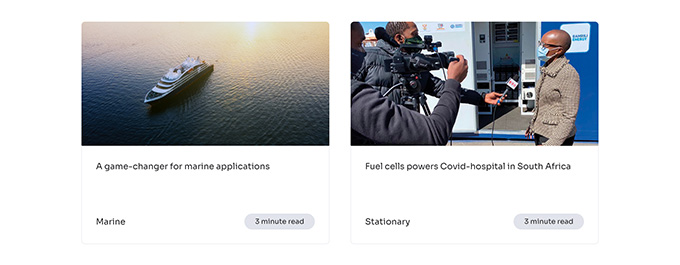 A game-changer for marine applications
Marine
3 minute read
Fuel cells powers Covid-hospital in South Africa
Stationary
3 minute read